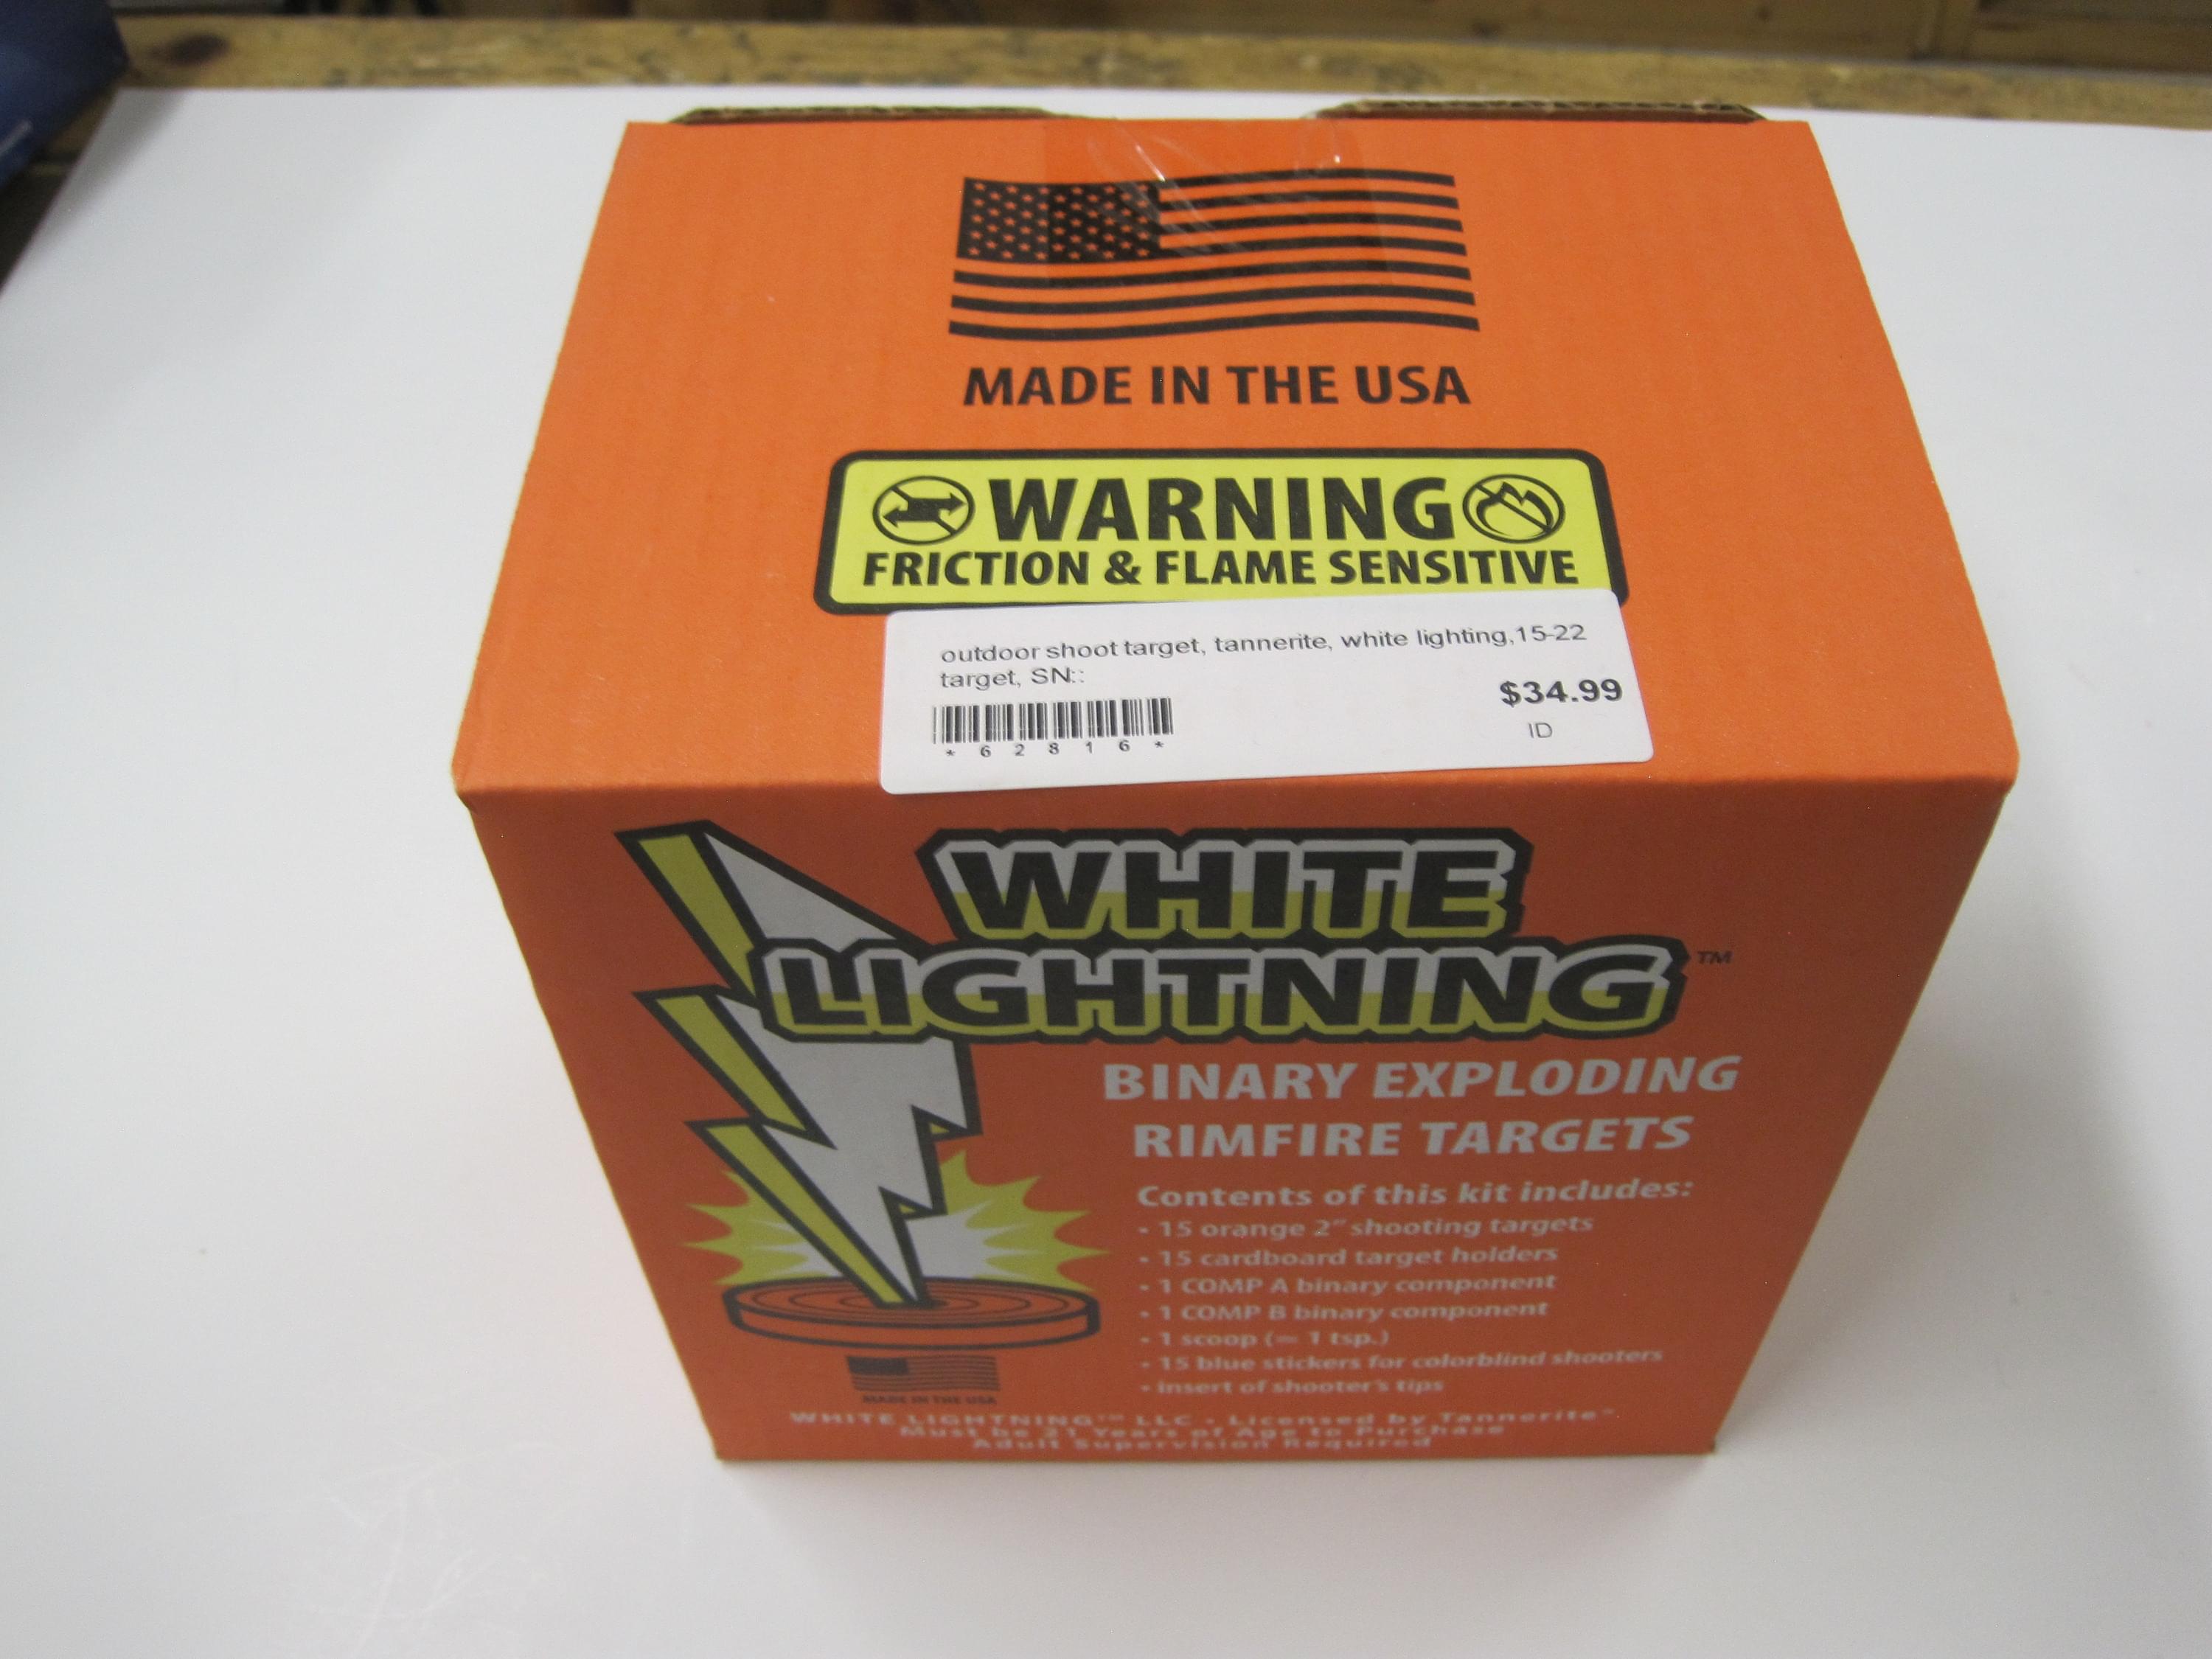 MADE IN THE USA
WARNING
FRICTION & FLAME SENSITIVE
outdoor shoot target, tannerite, white lighting,15-22
target, SN::
$34.99
ID
* 6 2 8 1 6 *
WHITE
LIGHTNING™
BINARY EXPLODING
RIMFIRE TARGETS
Contents of this kit includes:
• 15 orange 2" shooting targets
• 15 cardboard target holders
• 1 COMP A binary component
• 1 COMP B binary component
• 1 scoop (= 1 tsp.)
• 15 blue stickers for colorblind shooters
• insert of shooter's tips
MADE IN THE USA
WHITE LIGHTNING™ LLC • Licensed by Tannerite®
Must be 21 Years of Age to Purchase
Adult Supervision Required